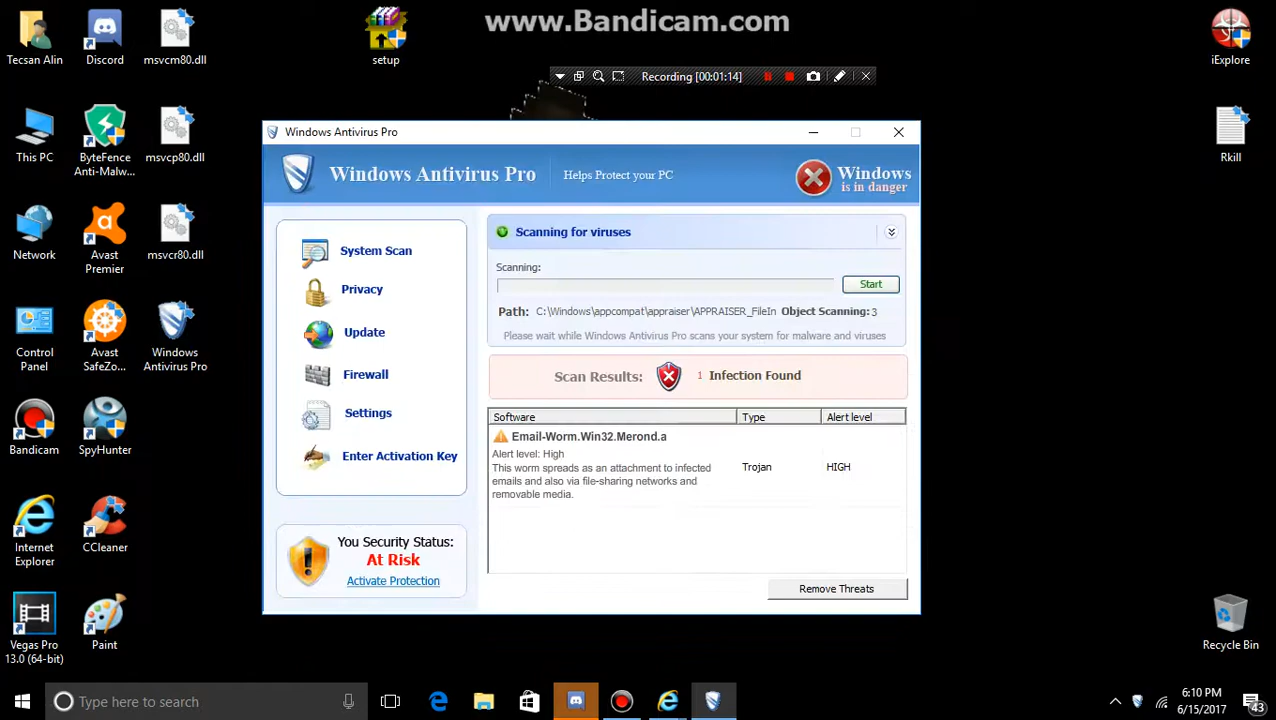 www.Bandicam.com
Tecsan Alin
Discord
msvcm80.dll
setup
iExplore
Recording [00:01:14]
This PC
ByteFence
Anti-Malw...
msvcp80.dll
Rkill
Windows Antivirus Pro
Windows Antivirus Pro
Helps Protect your PC
Windows
is in danger
Network
Avast
Premier
msvcr80.dll
System Scan
Privacy
Update
Firewall
Settings
Enter Activation Key
Scanning for viruses
Scanning:
Start
Path: C:\Windows\appcompat\appraiser\APPRAISER_FileIn Object Scanning: 3
Please wait while Windows Antivirus Pro scans your system for malware and viruses
Scan Results: 1 Infection Found
Software Type Alert level
Email-Worm.Win32.Merond.a
Alert level: High
This worm spreads as an attachment to infected
emails and also via file-sharing networks and
removable media.
Trojan
HIGH
Control
Panel
Avast
SafeZo...
Windows
Antivirus Pro
Bandicam
SpyHunter
You Security Status:
At Risk
Activate Protection
Remove Threats
Internet
Explorer
CCleaner
Vegas Pro
13.0 (64-bit)
Paint
Recycle Bin
Type here to search
6:10 PM
6/15/2017
43